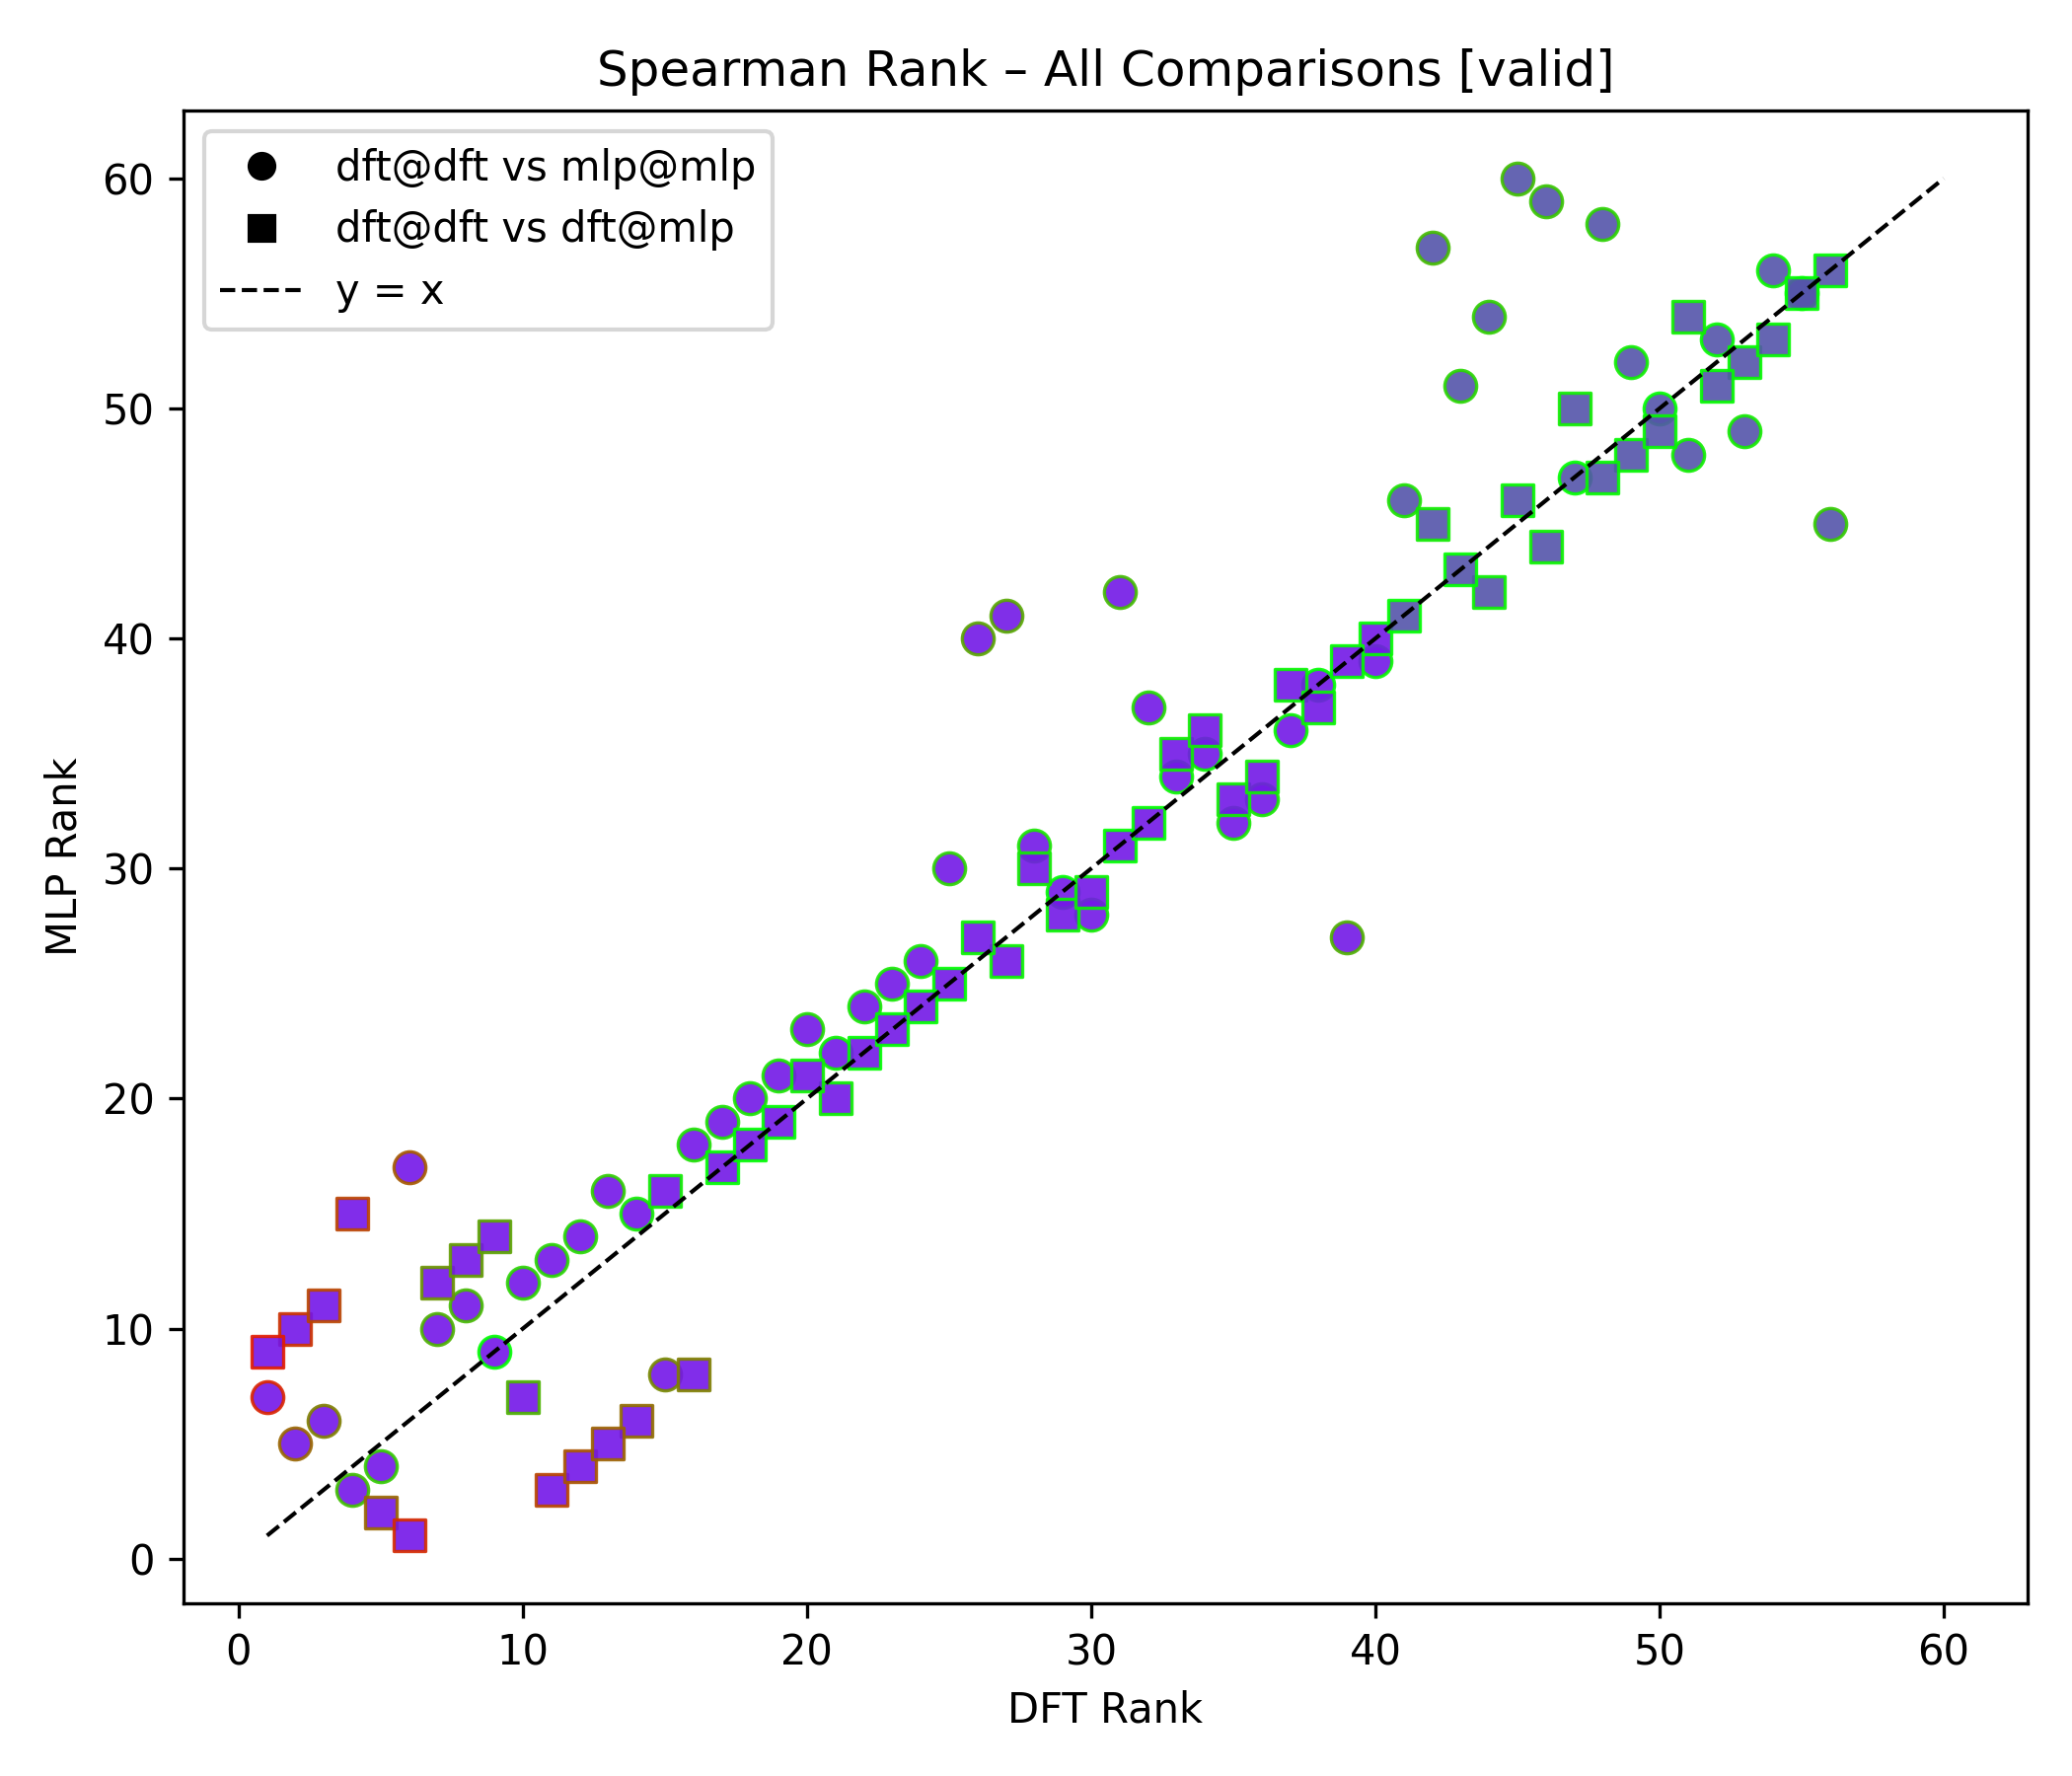 Spearman Rank – All Comparisons [valid]
dft@dft vs mlp@mlp
dft@dft vs dft@mlp
y = x
MLP Rank
60
50
40
30
20
10
0
0 10 20 30 40 50 60
DFT Rank